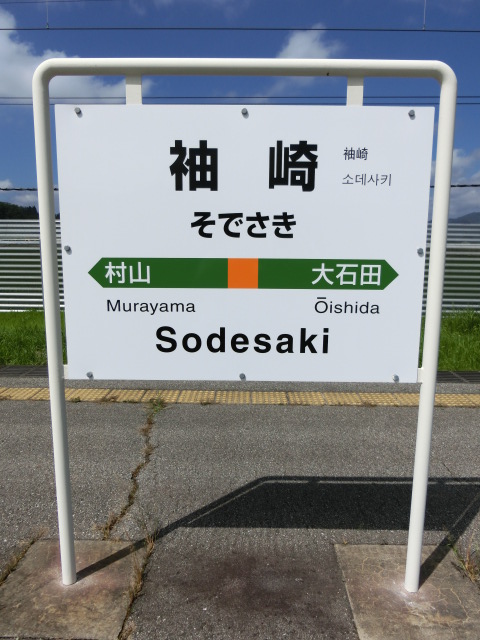 袖 崎
袖崎
소데사키
そでさき
村山 大石田
Murayama Ōishida
Sodesaki